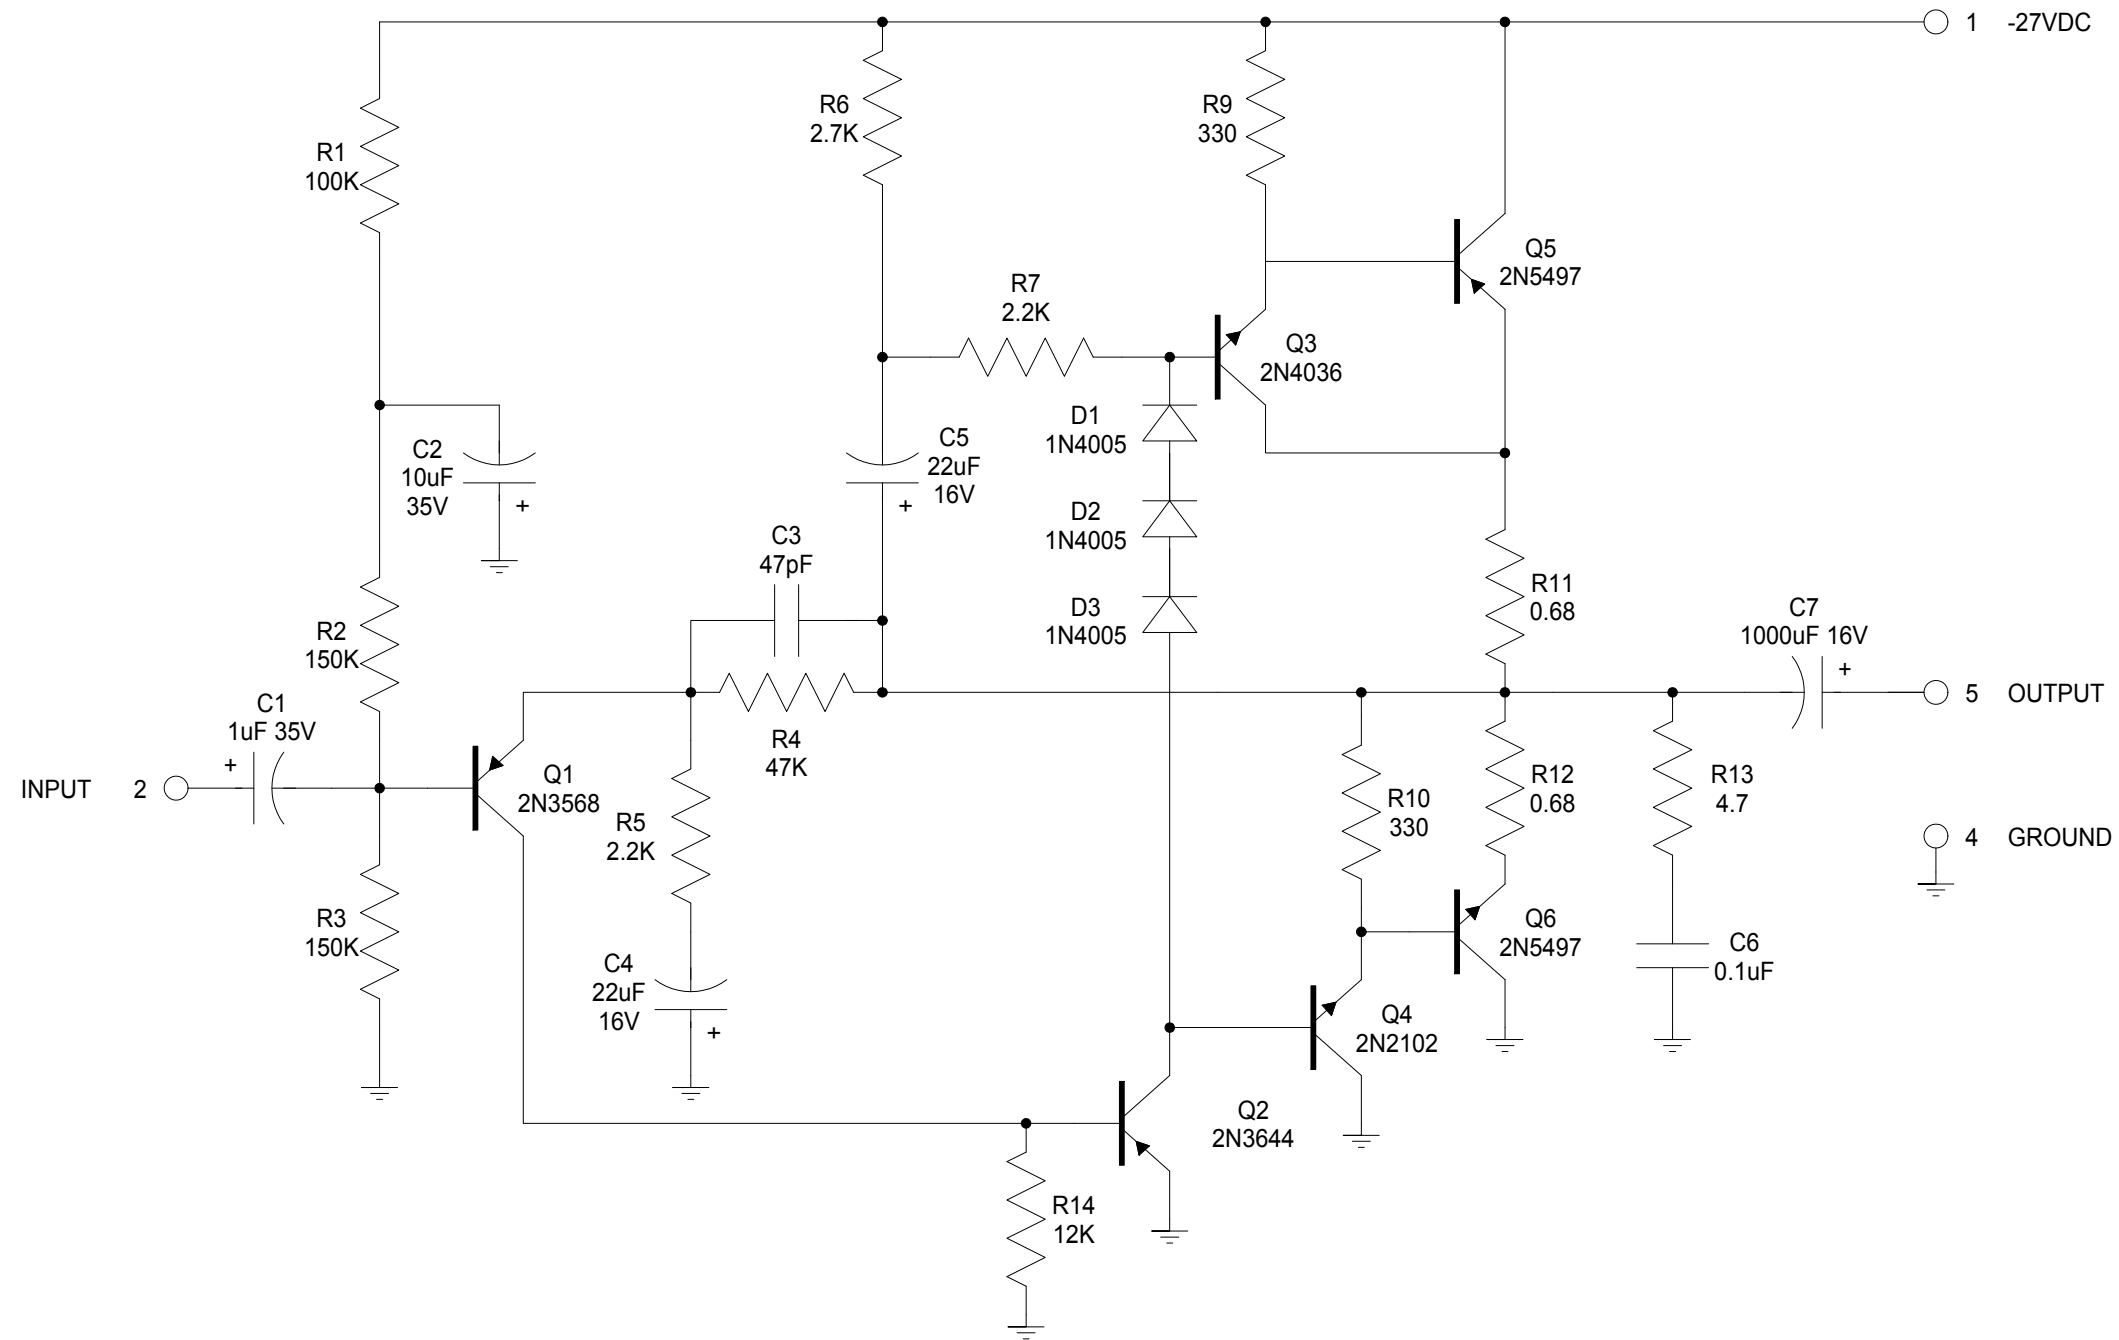 1 -27VDC
R1
100K
R6
2.7K
R9
330
Q5
2N5497
R7
2.2K
Q3
2N4036
C2
10uF
35V
+
C5
22uF
16V
+
D1
1N4005
D2
1N4005
D3
1N4005
C3
47pF
R11
0.68
C7
1000uF 16V
+
5 OUTPUT
R2
150K
C1
1uF 35V
+
INPUT 2
Q1
2N3568
R4
47K
R5
2.2K
R10
330
R12
0.68
R13
4.7
4 GROUND
R3
150K
C4
22uF
16V
+
Q6
2N5497
C6
0.1uF
Q4
2N2102
Q2
2N3644
R14
12K